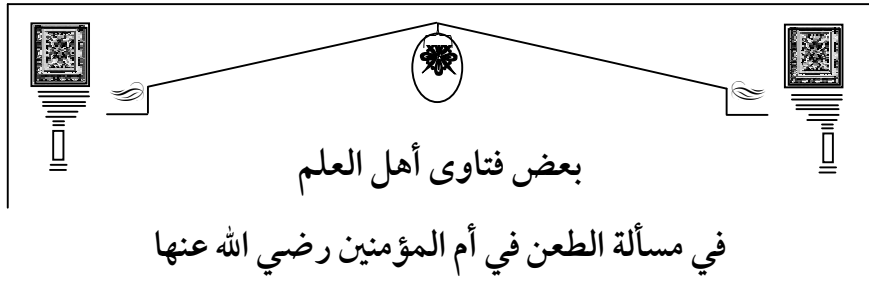 بعض فتاوى أهل العلم
في مسألة الطعن في أم المؤمنين رضي الله عنها